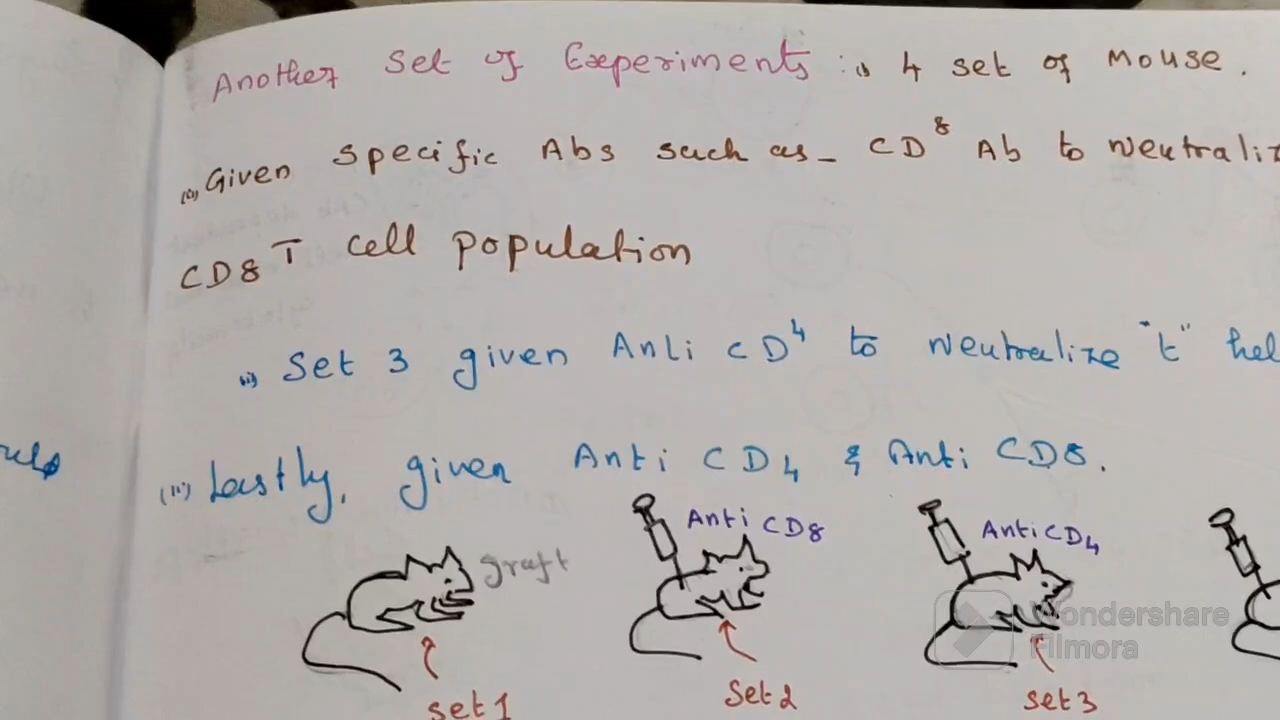 Another Set of Experiments : i) 4 set of Mouse.
(ii) Given specific Abs such as - CD8 Ab to Neutraliz
CD8 T cell population
ii) Set 3 given Anti CD4 to Neutralize "t" hel
(iii) Lastly, given Anti CD4 & Anti CD8.
graft
Anti CD8
Anti CD4
set 1
Set 2
set 3
Wondershare
Filmora